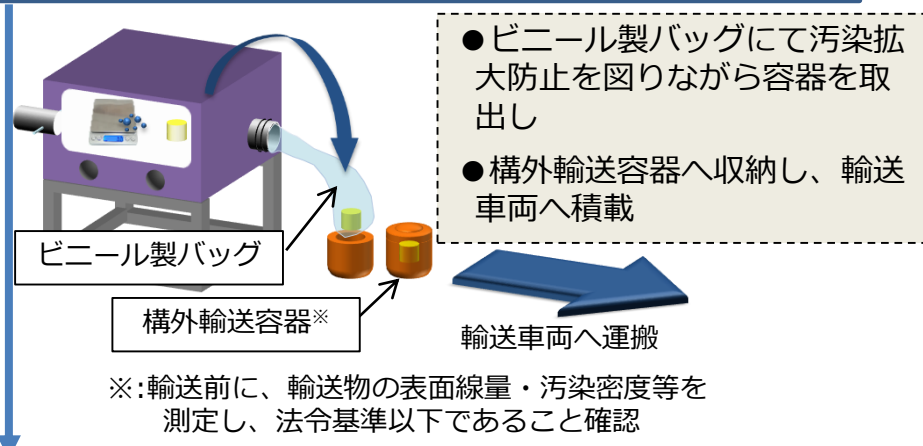 ●ビニール製バッグにて汚染拡
大防止を図りながら容器を取
出し
●構外輸送容器へ収納し、輸送
車両へ積載
ビニール製バッグ
構外輸送容器※
輸送車両へ運搬
※:輸送前に、輸送物の表面線量・汚染密度等を
測定し、法令基準以下であること確認